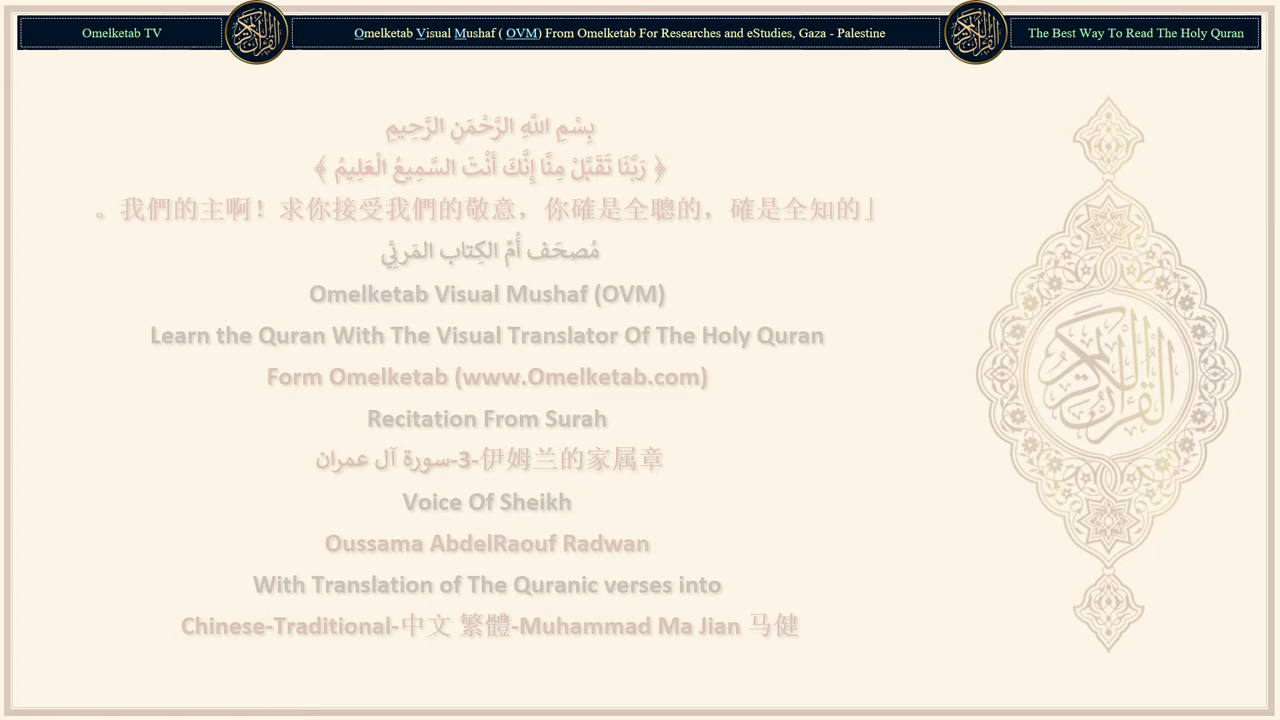 Omelketab TV
Omelketab Visual Mushaf ( OVM) From Omelketab For Researches and eStudies, Gaza - Palestine
The Best Way To Read The Holy Quran
بِسْمِ اللَّهِ الرَّحْمَنِ الرَّحِيمِ
﴿ رَبَّنَا تَقَبَّلْ مِنَّا إِنَّكَ أَنْتَ السَّمِيعُ الْعَلِيمُ ﴾
。我們的主啊！求你接受我們的敬意，你確是全聰的，確是全知的」
مُصحَف أُمِّ الكِتاب المَرئِي
Omelketab Visual Mushaf (OVM)
Learn the Quran With The Visual Translator Of The Holy Quran
Form Omelketab (www.Omelketab.com)
Recitation From Surah
سورة آل عمران-3-伊姆兰的家属章
Voice Of Sheikh
Oussama AbdelRaouf Radwan
With Translation of The Quranic verses into
Chinese-Traditional-中文 繁體-Muhammad Ma Jian 马健
القرآن الكريم